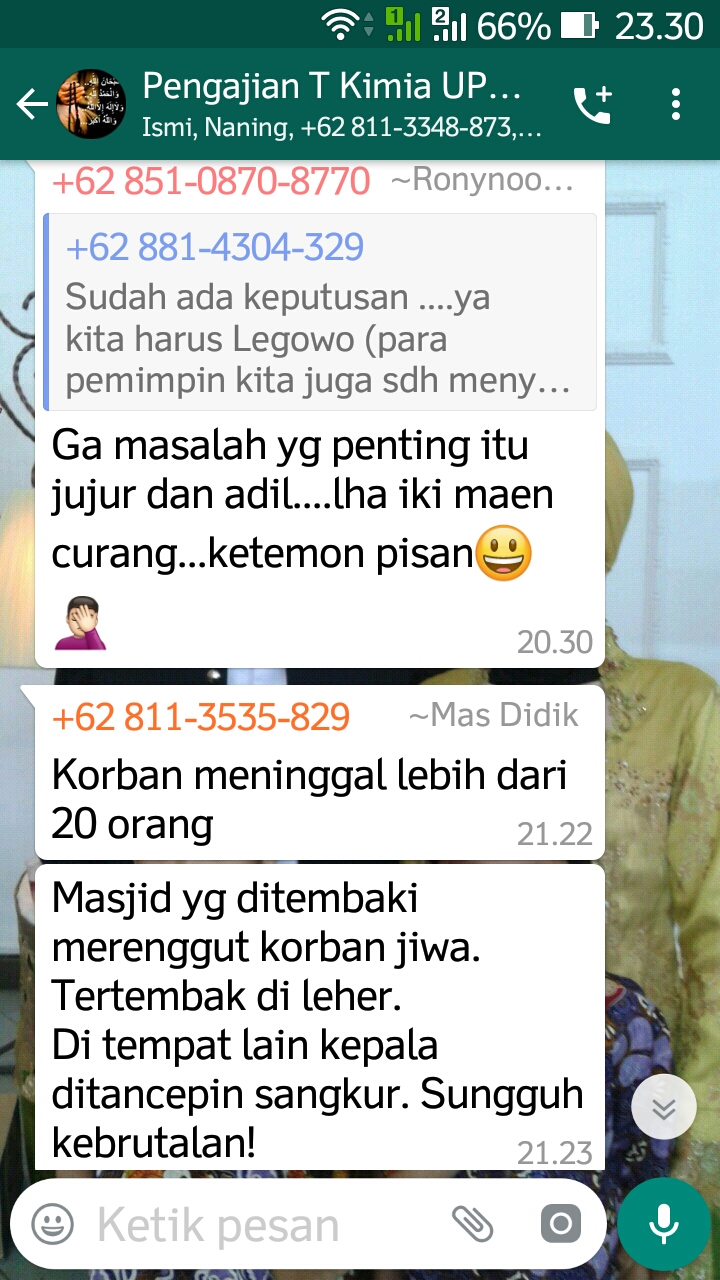 1 2 66% 23.30
Pengajian T Kimia UP...
Ismi, Naning, +62 811-3348-873,...
+62 851-0870-8770 ~Ronynoo...
+62 881-4304-329
Sudah ada keputusan ....ya
kita harus Legowo (para
pemimpin kita juga sdh meny...
Ga masalah yg penting itu
jujur dan adil....lha iki maen
curang...ketemon pisan😃
🤦🏻‍♂️
20.30
+62 811-3535-829 ~Mas Didik
Korban meninggal lebih dari
20 orang
21.22
Masjid yg ditembaki
merenggut korban jiwa.
Tertembak di leher.
Di tempat lain kepala
ditancepin sangkur. Sungguh
kebrutalan!
21.23
Ketik pesan